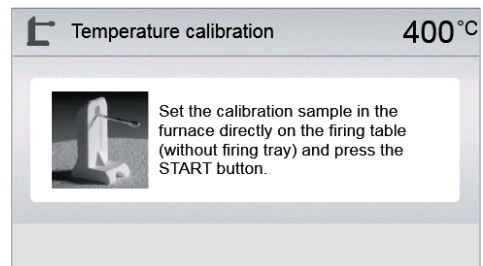 Temperature calibration
400°C
Set the calibration sample in the
furnace directly on the firing table
(without firing tray) and press the
START button.